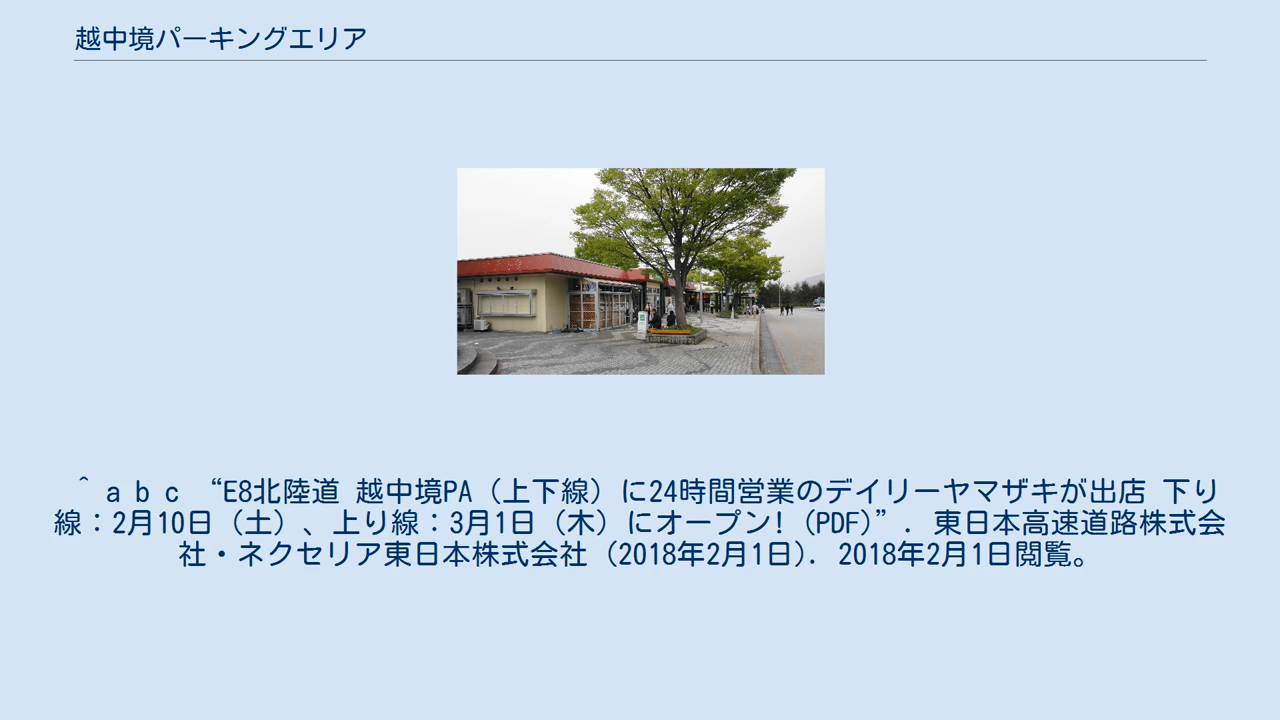 越中境パーキングエリア
^ a b c “E8北陸道 越中境PA（上下線）に24時間営業のデイリーヤマザキが出店 下り
線：2月10日（土）、上り線：3月1日（木）にオープン! (PDF)”. 東日本高速道路株式会
社・ネクセリア東日本株式会社 (2018年2月1日). 2018年2月1日閲覧。